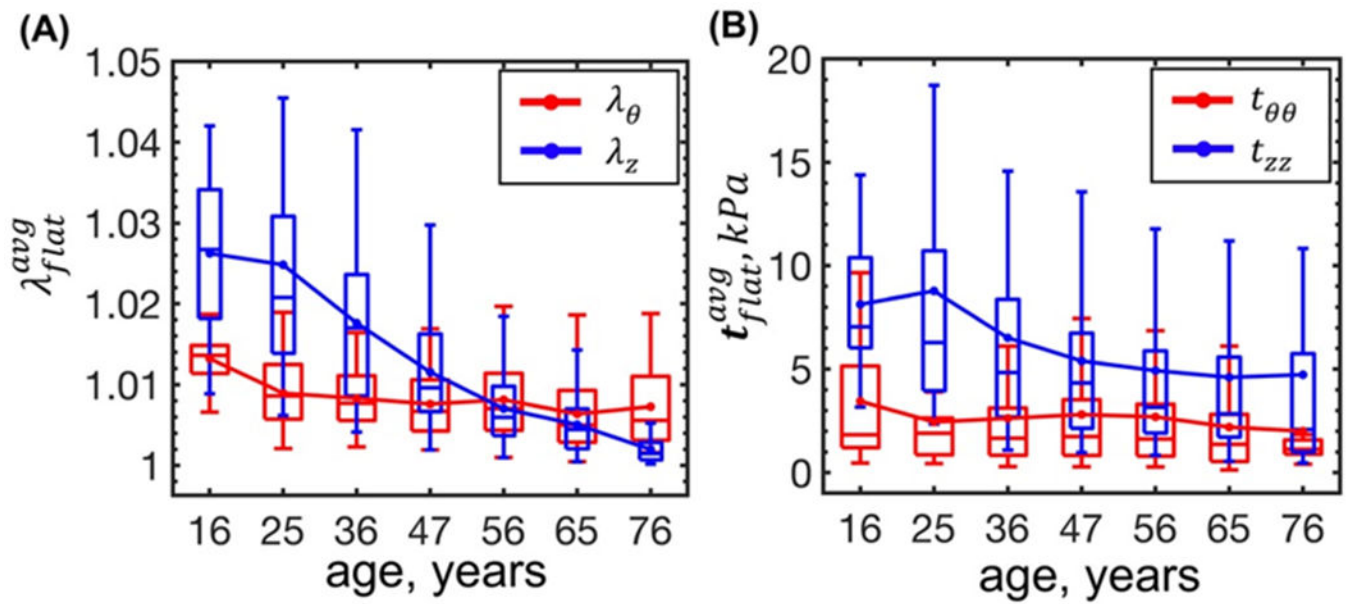 (A)
1.05
1.04
1.03
1.02
1.01
1
λ_flat^avg
λ_θ
λ_z
16 25 36 47 56 65 76
age, years
(B)
20
15
10
5
0
t_flat^avg, kPa
t_θθ
t_zz
16 25 36 47 56 65 76
age, years